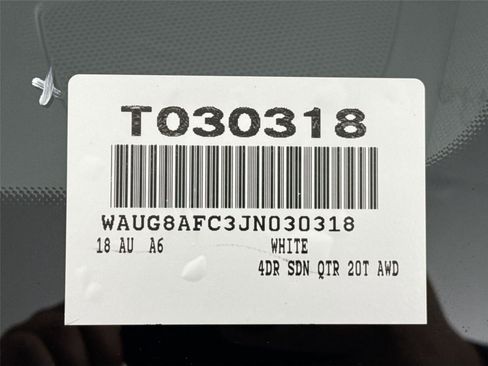 T030318
WAUG8AFC3JN030318
18 AU A6 WHITE
4DR SDN QTR 20T AWD